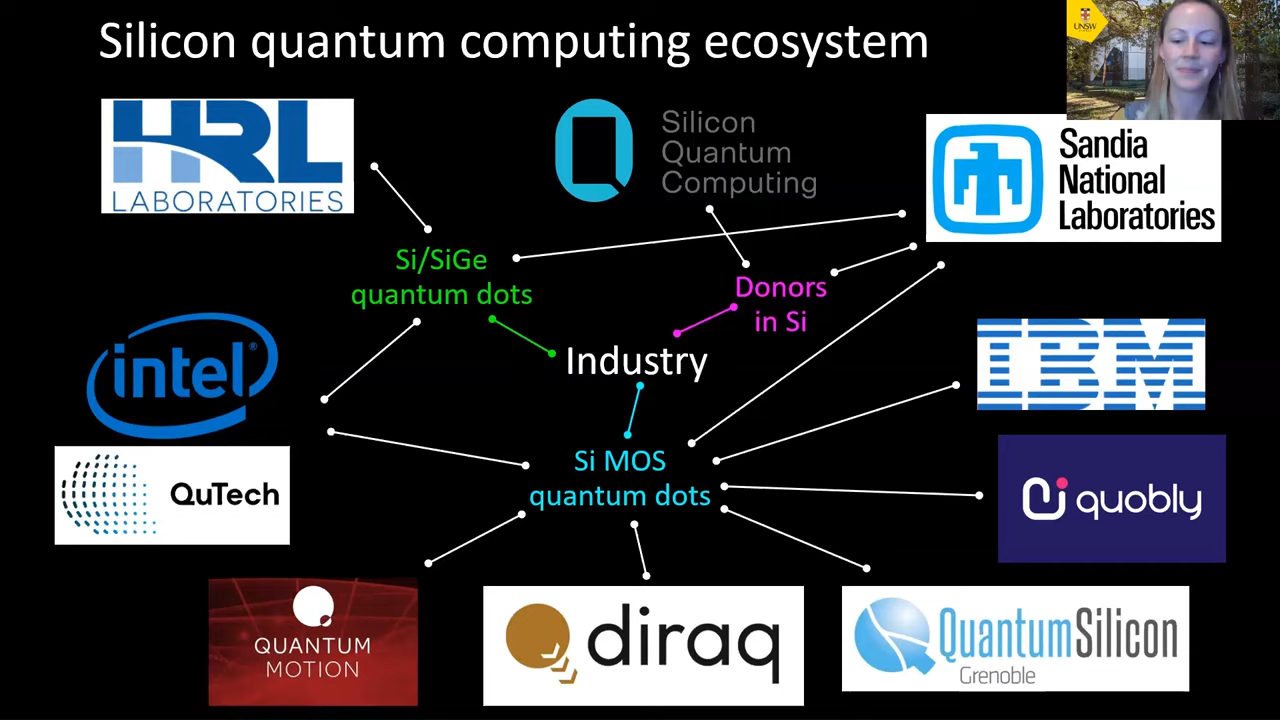 Silicon quantum computing ecosystem
UNSW
HRL
LABORATORIES
Silicon
Quantum
Computing
Sandia
National
Laboratories
Si/SiGe
quantum dots
Donors
in Si
intel®
Industry
IBM
QuTech
Si MOS
quantum dots
quobly
QUANTUM
MOTION
diraq
QuantumSilicon
Grenoble